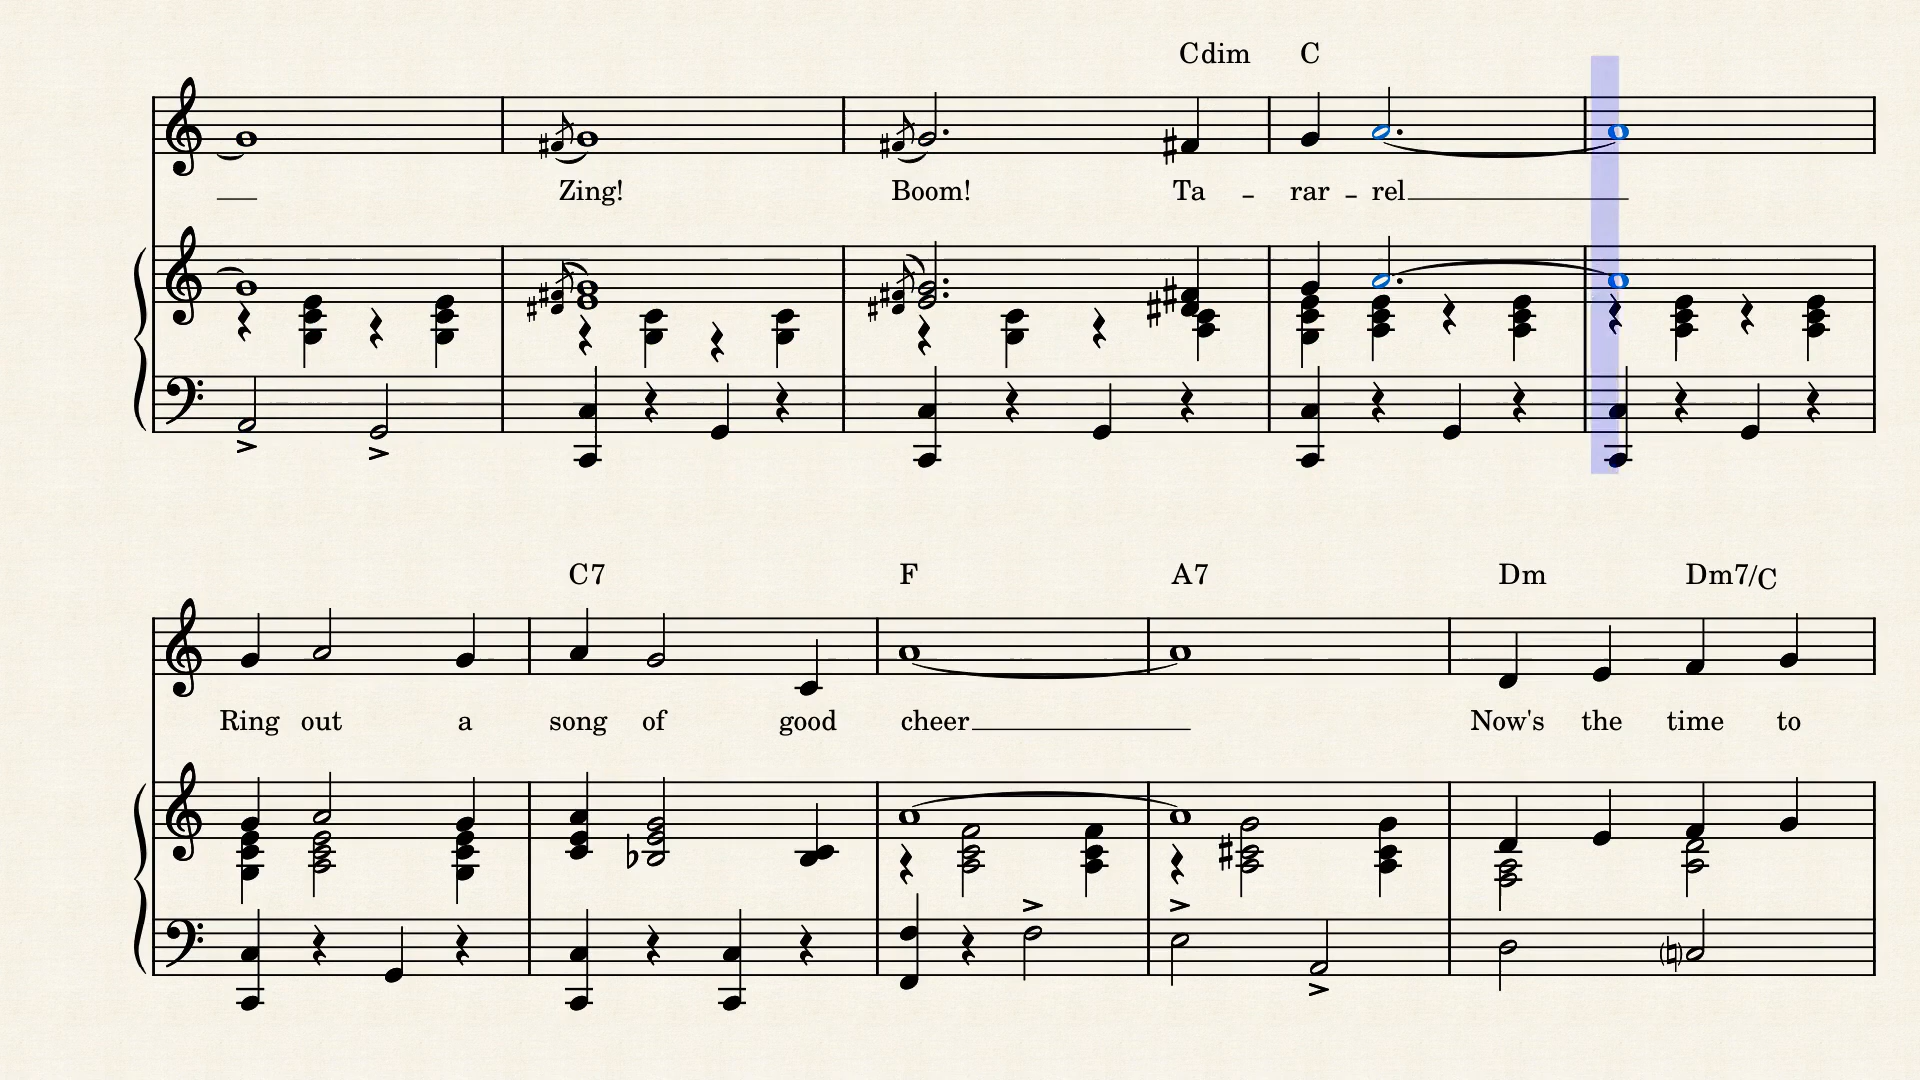 Cdim C
Zing! Boom! Ta - rar - rel
C7 F A7 Dm Dm7/C
Ring out a song of good cheer Now's the time to